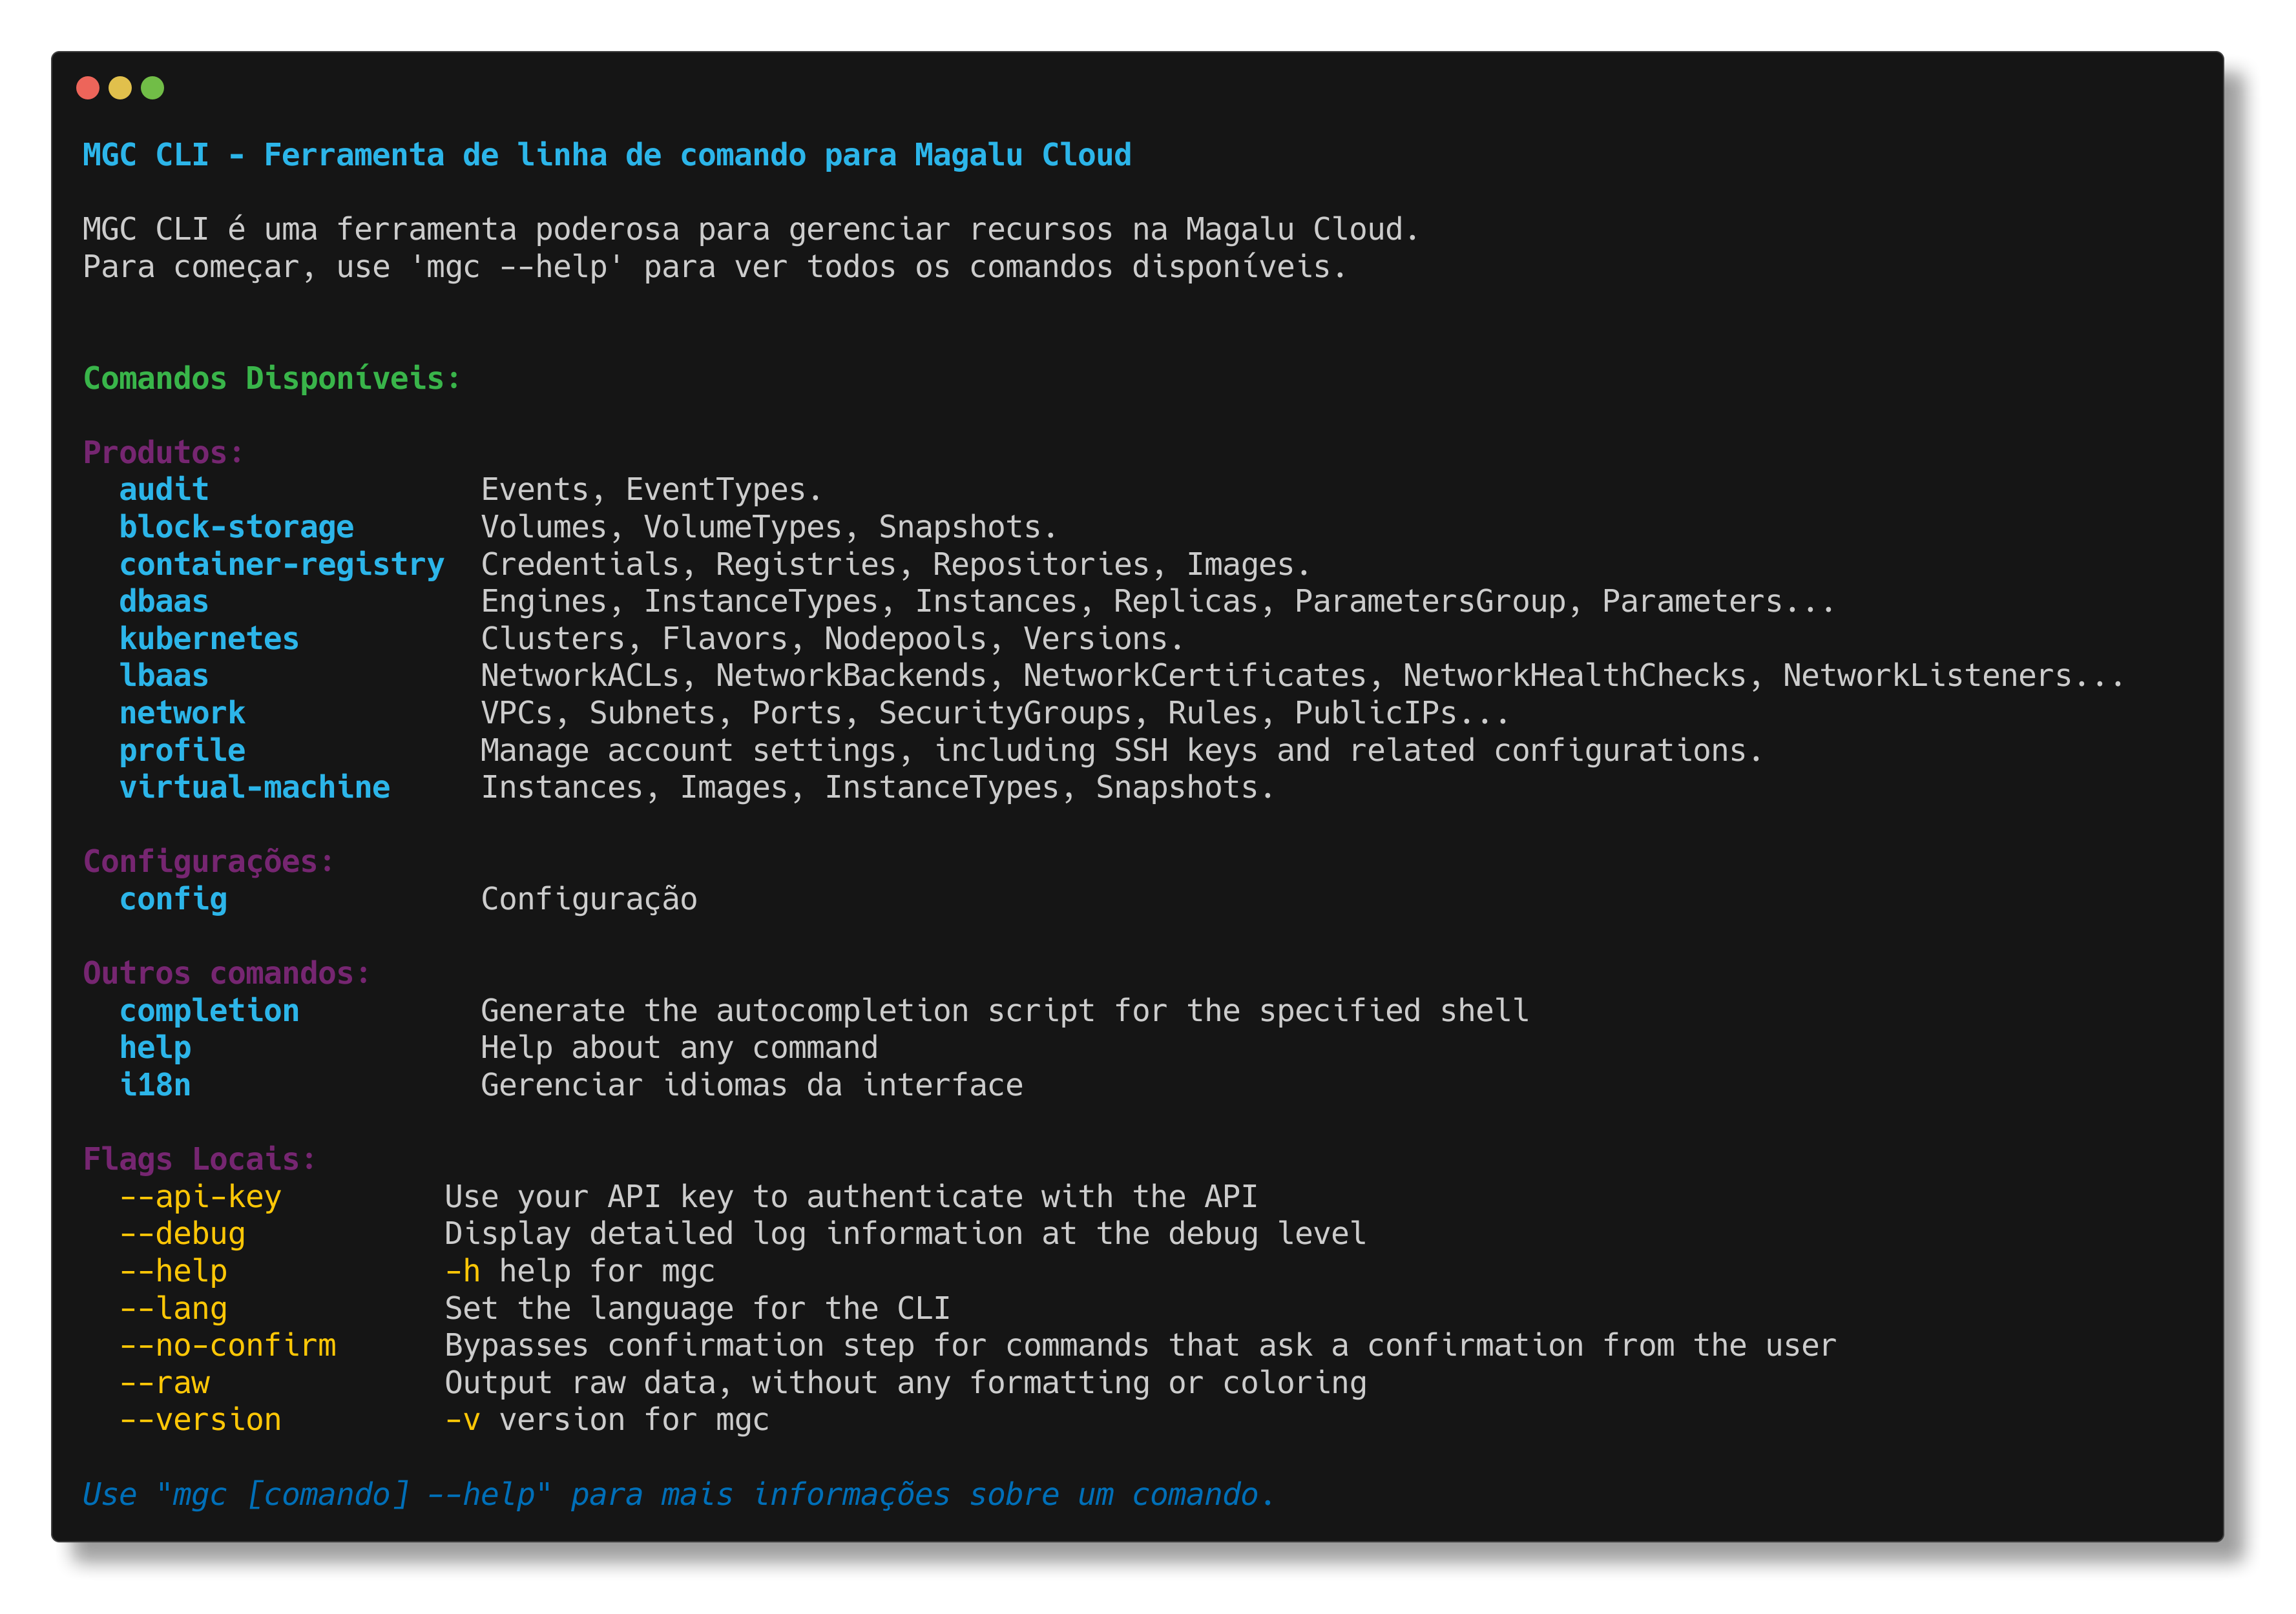 MGC CLI - Ferramenta de linha de comando para Magalu Cloud
MGC CLI é uma ferramenta poderosa para gerenciar recursos na Magalu Cloud.
Para começar, use 'mgc --help' para ver todos os comandos disponíveis.
Comandos Disponíveis:
Produtos:
audit Events, EventTypes.
block-storage Volumes, VolumeTypes, Snapshots.
container-registry Credentials, Registries, Repositories, Images.
dbaas Engines, InstanceTypes, Instances, Replicas, ParametersGroup, Parameters...
kubernetes Clusters, Flavors, Nodepools, Versions.
lbaas NetworkACLs, NetworkBackends, NetworkCertificates, NetworkHealthChecks, NetworkListeners...
network VPCs, Subnets, Ports, SecurityGroups, Rules, PublicIPs...
profile Manage account settings, including SSH keys and related configurations.
virtual-machine Instances, Images, InstanceTypes, Snapshots.
Configurações:
config Configuração
Outros comandos:
completion Generate the autocompletion script for the specified shell
help Help about any command
i18n Gerenciar idiomas da interface
Flags Locais:
--api-key Use your API key to authenticate with the API
--debug Display detailed log information at the debug level
--help -h help for mgc
--lang Set the language for the CLI
--no-confirm Bypasses confirmation step for commands that ask a confirmation from the user
--raw Output raw data, without any formatting or coloring
--version -v version for mgc
Use "mgc [comando] --help" para mais informações sobre um comando.